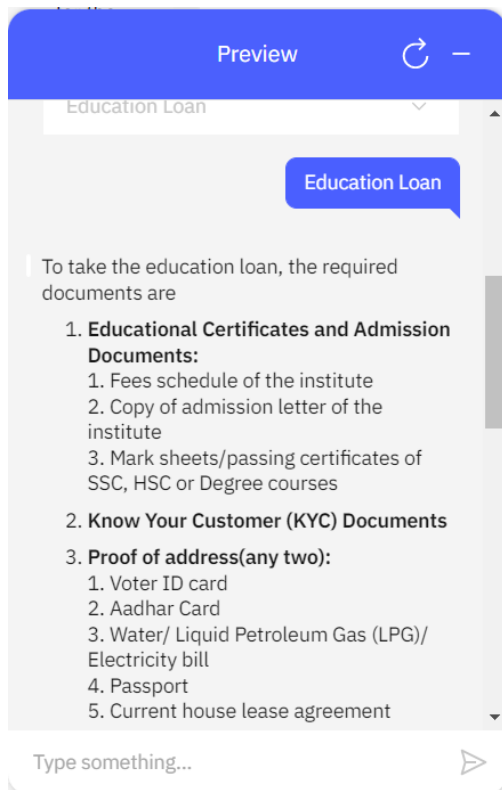 Preview
Education Loan
Education Loan
To take the education loan, the required
documents are
1. Educational Certificates and Admission
Documents:
1. Fees schedule of the institute
2. Copy of admission letter of the
institute
3. Mark sheets/passing certificates of
SSC, HSC or Degree courses
2. Know Your Customer (KYC) Documents
3. Proof of address(any two):
1. Voter ID card
2. Aadhar Card
3. Water/ Liquid Petroleum Gas (LPG)/
Electricity bill
4. Passport
5. Current house lease agreement
Type something...